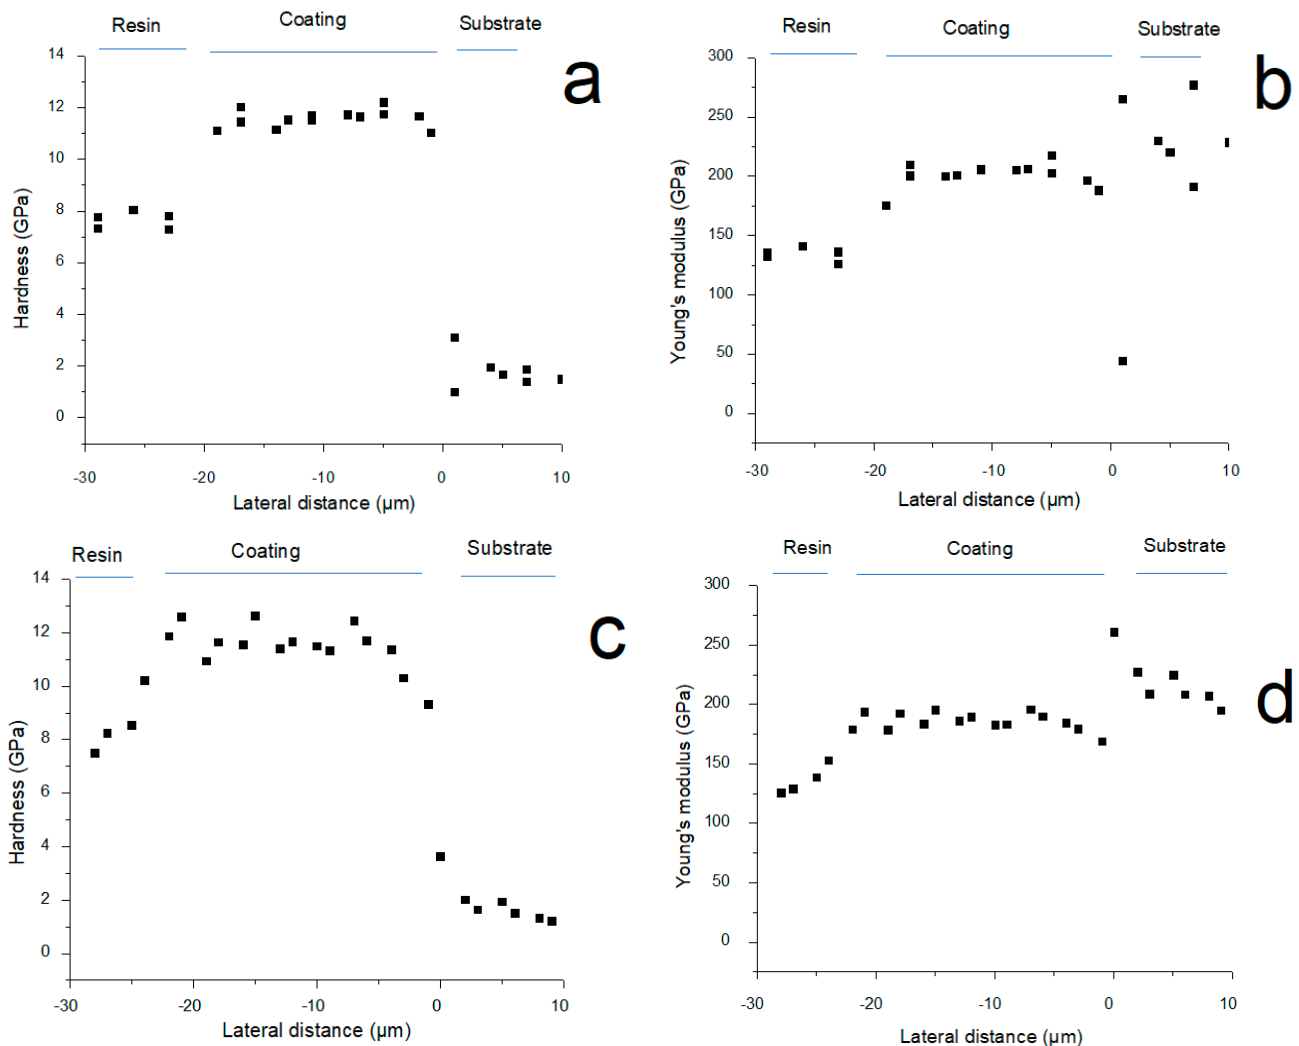 Resin Coating Substrate
a
14
12
10
8
6
4
2
0
Hardness (GPa)
-30 -20 -10 0 10
Lateral distance (µm)
Resin Coating Substrate
b
300
250
200
150
100
50
0
Young's modulus (GPa)
-30 -20 -10 0 10
Lateral distance (µm)
Resin Coating Substrate
c
14
12
10
8
6
4
2
0
Hardness (GPa)
-30 -20 -10 0 10
Lateral distance (µm)
Resin Coating Substrate
d
300
250
200
150
100
50
0
Young's modulus (GPa)
-30 -20 -10 0 10
Lateral distance (µm)